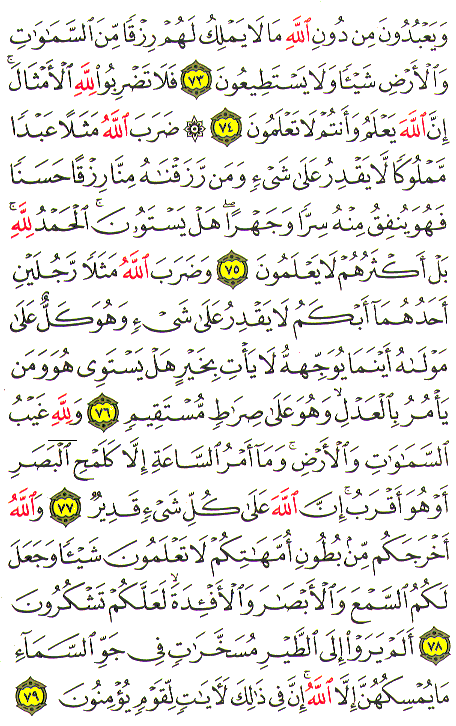 وَيَعۡبُدُونَ مِن دُونِ ٱللَّهِ مَا لَا يَمۡلِكُ لَهُمۡ رِزۡقٗا مِّنَ ٱلسَّمَٰوَٰتِ
وَٱلۡأَرۡضِ شَيۡـٔٗا وَلَا يَسۡتَطِيعُونَ ٧٣ فَلَا تَضۡرِبُواْ لِلَّهِ ٱلۡأَمۡثَالَۚ
إِنَّ ٱللَّهَ يَعۡلَمُ وَأَنتُمۡ لَا تَعۡلَمُونَ ٧٤ ۞ ضَرَبَ ٱللَّهُ مَثَلًا عَبۡدٗا
مَّمۡلُوكٗا لَّا يَقۡدِرُ عَلَىٰ شَيۡءٖ وَمَن رَّزَقۡنَٰهُ مِنَّا رِزۡقًا حَسَنٗا
فَهُوَ يُنفِقُ مِنۡهُ سِرّٗا وَجَهۡرًاۖ هَلۡ يَسۡتَوُۥنَۚ ٱلۡحَمۡدُ لِلَّهِۚ
بَلۡ أَكۡثَرُهُمۡ لَا يَعۡلَمُونَ ٧٥ وَضَرَبَ ٱللَّهُ مَثَلٗا رَّجُلَيۡنِ
أَحَدُهُمَآ أَبۡكَمُ لَا يَقۡدِرُ عَلَىٰ شَيۡءٖ وَهُوَ كَلٌّ عَلَىٰ
مَوۡلَىٰهُ أَيۡنَمَا يُوَجِّههُّ لَا يَأۡتِ بِخَيۡرٍ هَلۡ يَسۡتَوِي هُوَ وَمَن
يَأۡمُرُ بِٱلۡعَدۡلِ وَهُوَ عَلَىٰ صِرَٰطٖ مُّسۡتَقِيمٖ ٧٦ وَلِلَّهِ غَيۡبُ
ٱلسَّمَٰوَٰتِ وَٱلۡأَرۡضِۚ وَمَآ أَمۡرُ ٱلسَّاعَةِ إِلَّا كَلَمۡحِ ٱلۡبَصَرِ
أَوۡ هُوَ أَقۡرَبُۚ إِنَّ ٱللَّهَ عَلَىٰ كُلِّ شَيۡءٖ قَدِيرٞ ٧٧ وَٱللَّهُ
أَخۡرَجَكُم مِّنۢ بُطُونِ أُمَّهَٰتِكُمۡ لَا تَعۡلَمُونَ شَيۡـٔٗا وَجَعَلَ
لَكُمُ ٱلسَّمۡعَ وَٱلۡأَبۡصَٰرَ وَٱلۡأَفۡـِٔدَةَۙ لَعَلَّكُمۡ تَشۡكُرُونَ
٧٨ أَلَمۡ يَرَوۡاْ إِلَى ٱلطَّيۡرِ مُسَخَّرَٰتٖ فِي جَوِّ ٱلسَّمَآءِ
مَا يُمۡسِكُهُنَّ إِلَّا ٱللَّهُۚ إِنَّ فِي ذَٰلِكَ لَأٓيَٰتٖ لِّقَوۡمٖ يُؤۡمِنُونَ ٧٩